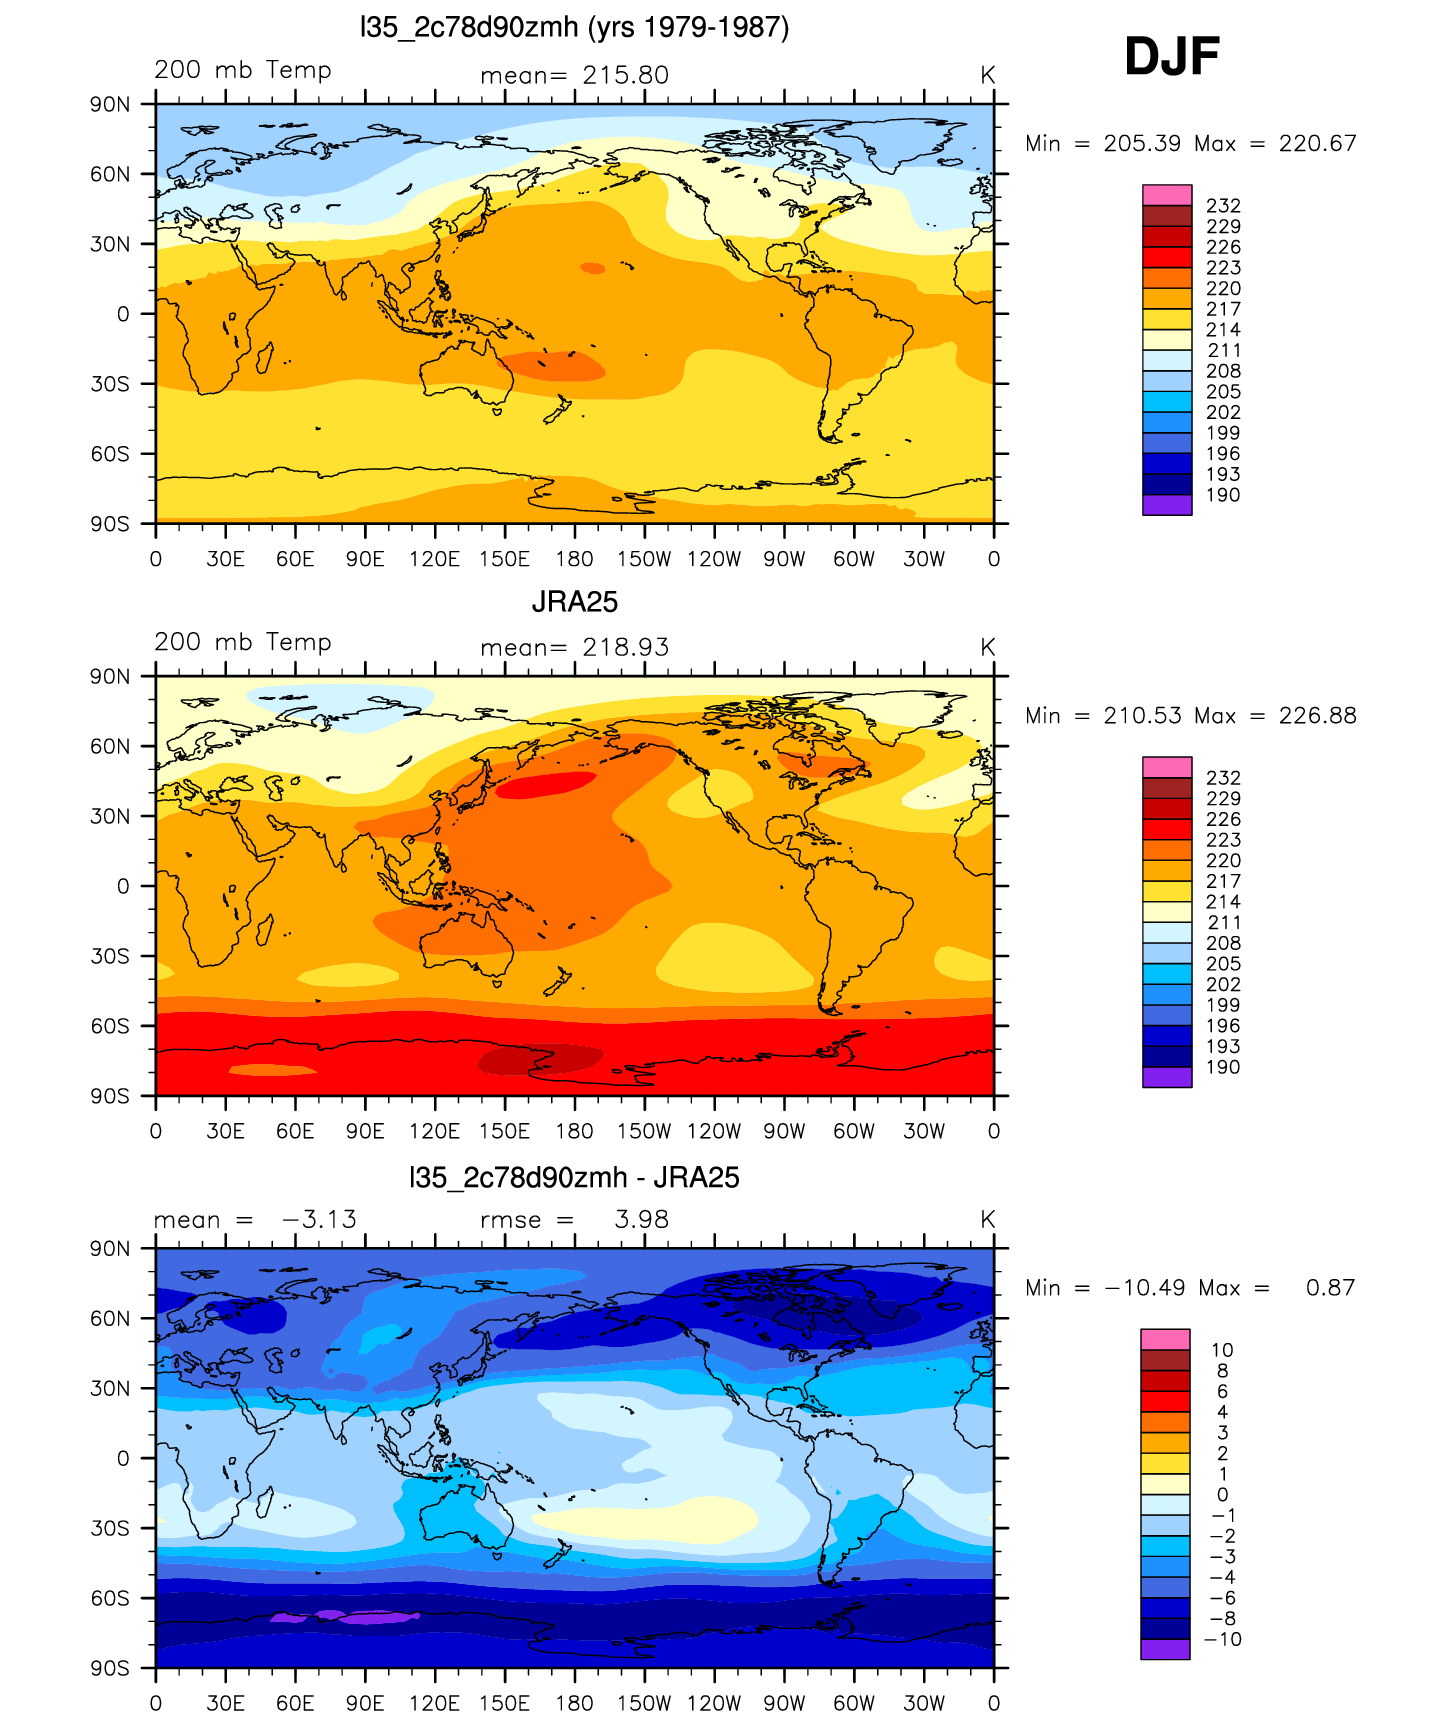 l35_2c78d90zmh (yrs 1979-1987)
DJF
200 mb Temp mean= 215.80 K
Min = 205.39 Max = 220.67
90N
60N
30N
0
30S
60S
90S
0 30E 60E 90E 120E 150E 180 150W 120W 90W 60W 30W 0
232
229
226
223
220
217
214
211
208
205
202
199
196
193
190
JRA25
200 mb Temp mean= 218.93 K
Min = 210.53 Max = 226.88
90N
60N
30N
0
30S
60S
90S
0 30E 60E 90E 120E 150E 180 150W 120W 90W 60W 30W 0
232
229
226
223
220
217
214
211
208
205
202
199
196
193
190
l35_2c78d90zmh - JRA25
mean = −3.13 rmse = 3.98 K
Min = −10.49 Max = 0.87
90N
60N
30N
0
30S
60S
90S
0 30E 60E 90E 120E 150E 180 150W 120W 90W 60W 30W 0
10
8
6
4
3
2
1
0
−1
−2
−3
−4
−6
−8
−10